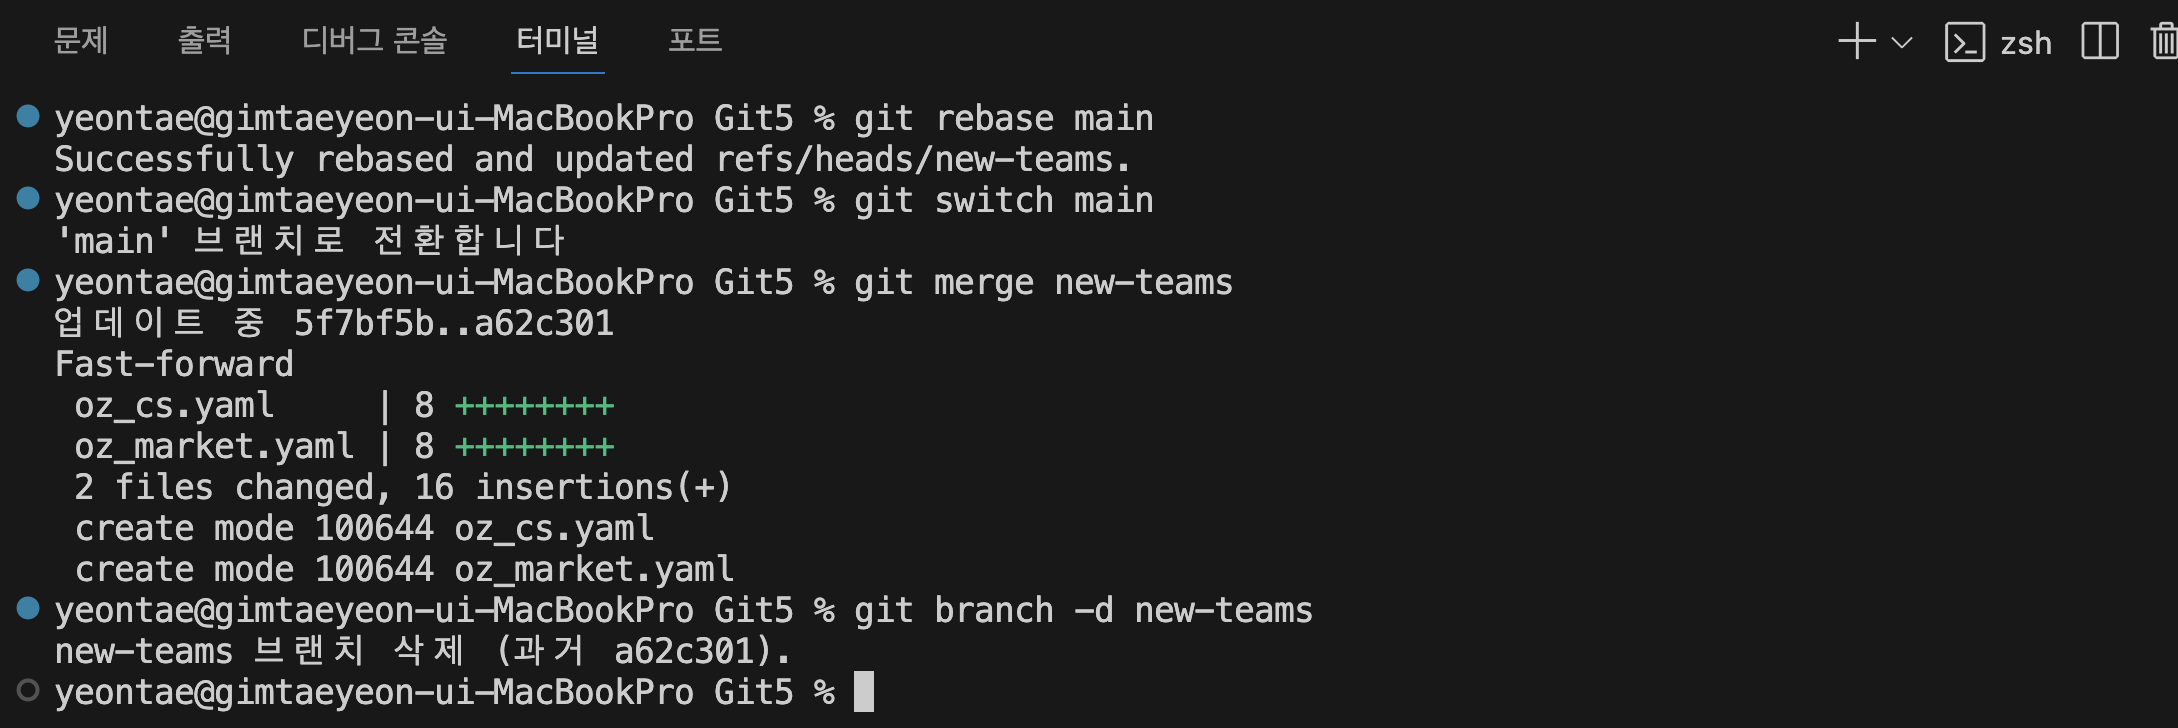 문제 출력 디버그 콘솔 터미널 포트 zsh
yeontae@gimtaeyeon-ui-MacBookPro Git5 % git rebase main
Successfully rebased and updated refs/heads/new-teams.
yeontae@gimtaeyeon-ui-MacBookPro Git5 % git switch main
'main' 브랜치로 전환합니다
yeontae@gimtaeyeon-ui-MacBookPro Git5 % git merge new-teams
업데이트 중 5f7bf5b..a62c301
Fast-forward
 oz_cs.yaml     | 8 ++++++++
 oz_market.yaml | 8 ++++++++
 2 files changed, 16 insertions(+)
 create mode 100644 oz_cs.yaml
 create mode 100644 oz_market.yaml
yeontae@gimtaeyeon-ui-MacBookPro Git5 % git branch -d new-teams
new-teams 브랜치 삭제 (과거 a62c301).
yeontae@gimtaeyeon-ui-MacBookPro Git5 %